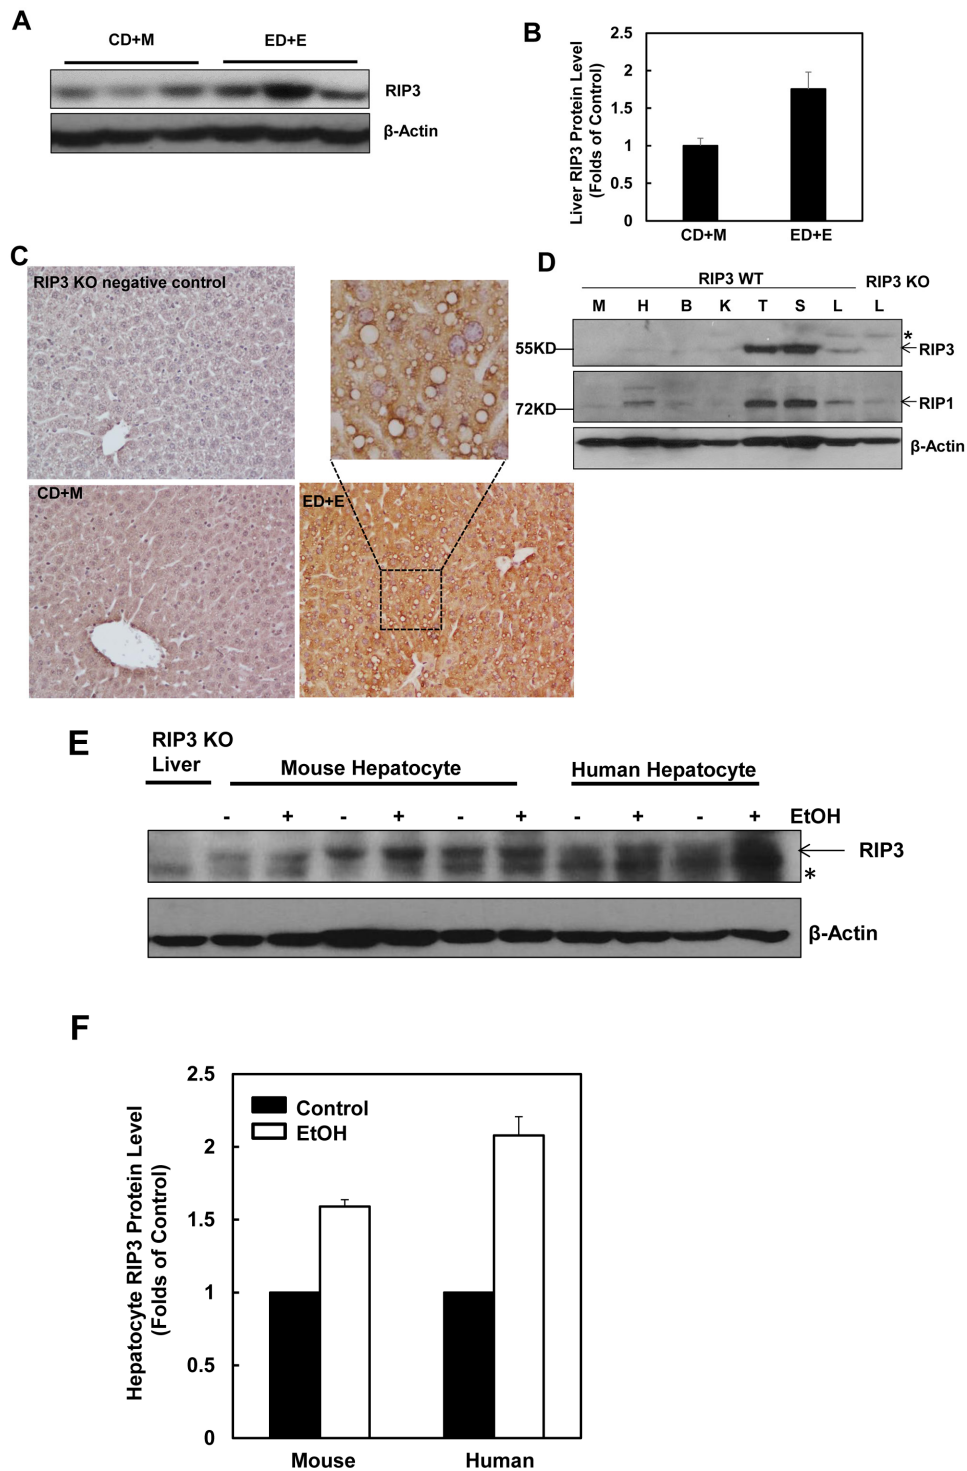 A
CD+M
ED+E
RIP3
β-Actin
B
Liver RIP3 Protein Level
(Folds of Control)
2.5
2
1.5
1
0.5
0
CD+M
ED+E
C
RIP3 KO negative control
CD+M
ED+E
D
RIP3 WT
RIP3 KO
M H B K T S L L
*
55KD
RIP3
72KD
RIP1
β-Actin
E
RIP3 KO
Liver
Mouse Hepatocyte
Human Hepatocyte
- + - + - + - + - +
EtOH
RIP3
*
β-Actin
F
Hepatocyte RIP3 Protein Level
(Folds of Control)
2.5
2
1.5
1
0.5
0
Control
EtOH
Mouse
Human